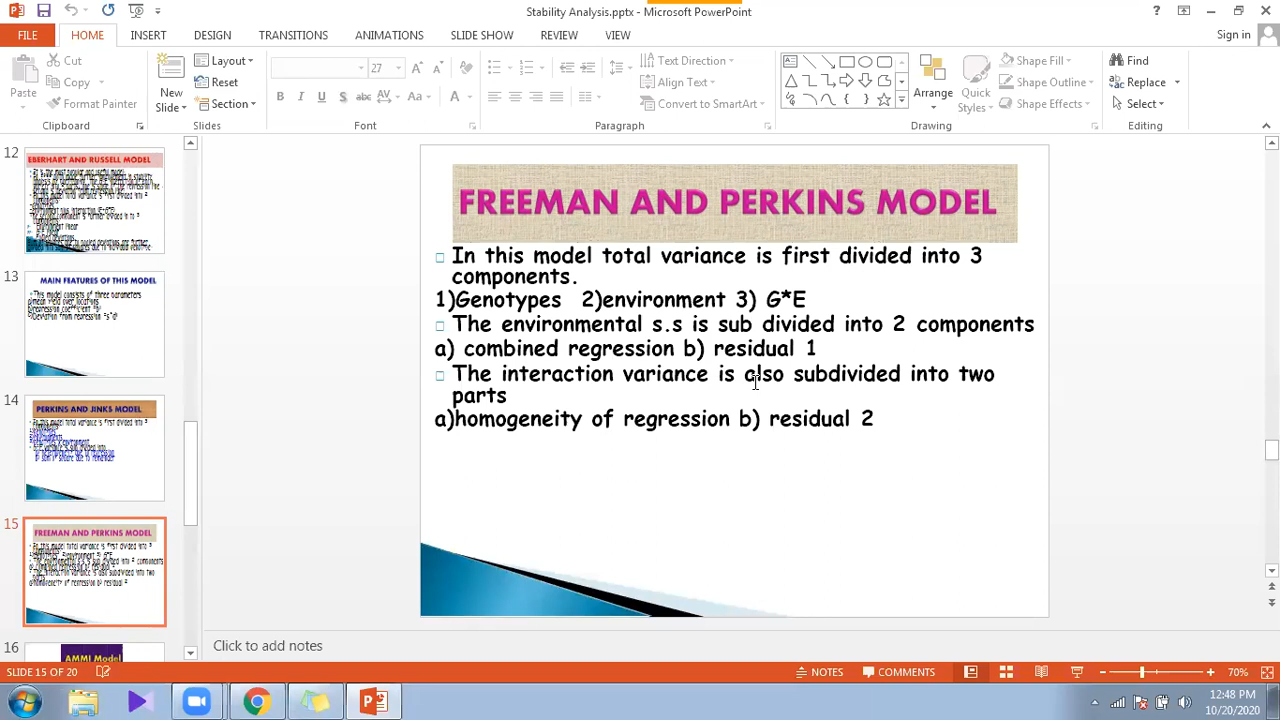 Stability Analysis.pptx - Microsoft PowerPoint
FILE HOME INSERT DESIGN TRANSITIONS ANIMATIONS SLIDE SHOW REVIEW VIEW Sign in
Paste
Cut
Copy
Format Painter
Clipboard
New Slide
Layout
Reset
Section
Slides
27
Font
Text Direction
Align Text
Convert to SmartArt
Paragraph
Arrange
Quick Styles
Shape Fill
Shape Outline
Shape Effects
Drawing
Find
Replace
Select
Editing
12
EBERHART AND RUSSELL MODEL
13
MAIN FEATURES OF THIS MODEL
This model consists of three parameters
14
PERKINS AND JINKS MODEL
15
FREEMAN AND PERKINS MODEL
16
AMMI Model
FREEMAN AND PERKINS MODEL
In this model total variance is first divided into 3
components.
1)Genotypes 2)environment 3) G*E
The environmental s.s is sub divided into 2 components
a) combined regression b) residual 1
The interaction variance is also subdivided into two
parts
a)homogeneity of regression b) residual 2
Click to add notes
SLIDE 15 OF 20 NOTES COMMENTS 70%
12:48 PM
10/20/2020